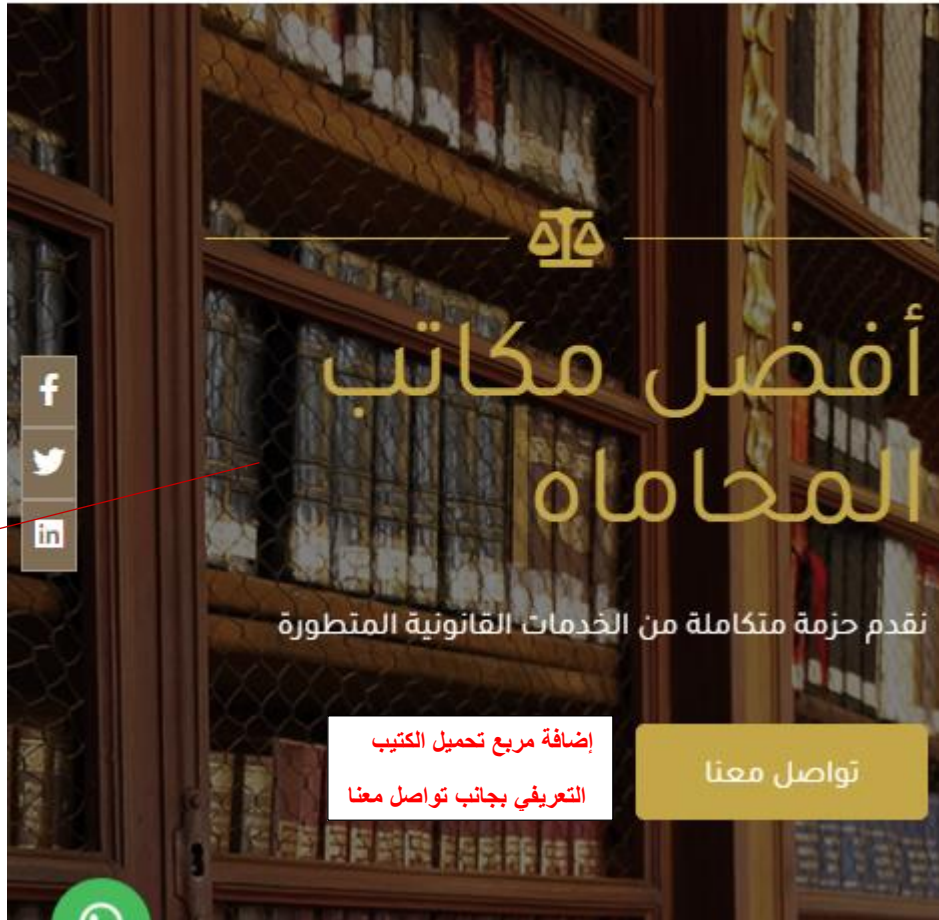 أفضل مكاتب
المحاماه
نقدم حزمة متكاملة من الخدمات القانونية المتطورة
تواصل معنا
إضافة مربع تحميل الكتيب
التعريفي بجانب تواصل معنا
f
in